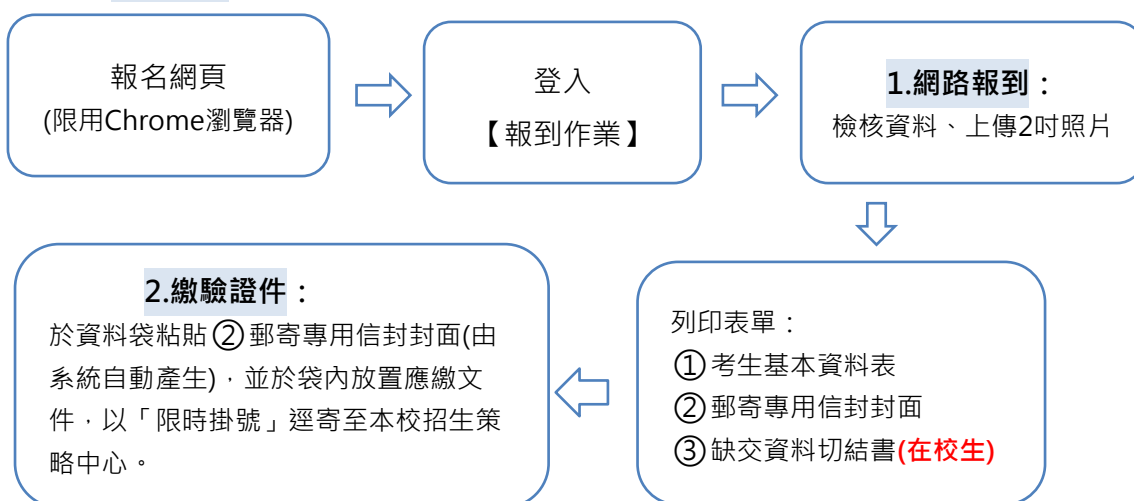 報名網頁
(限用Chrome瀏覽器)
登入
【報到作業】
1.網路報到：
檢核資料、上傳2吋照片
列印表單：
①考生基本資料表
②郵寄專用信封封面
③缺交資料切結書(在校生)
2.繳驗證件：
於資料袋粘貼②郵寄專用信封封面(由
系統自動產生)，並於袋內放置應繳文
件，以「限時掛號」逕寄至本校招生策
略中心。